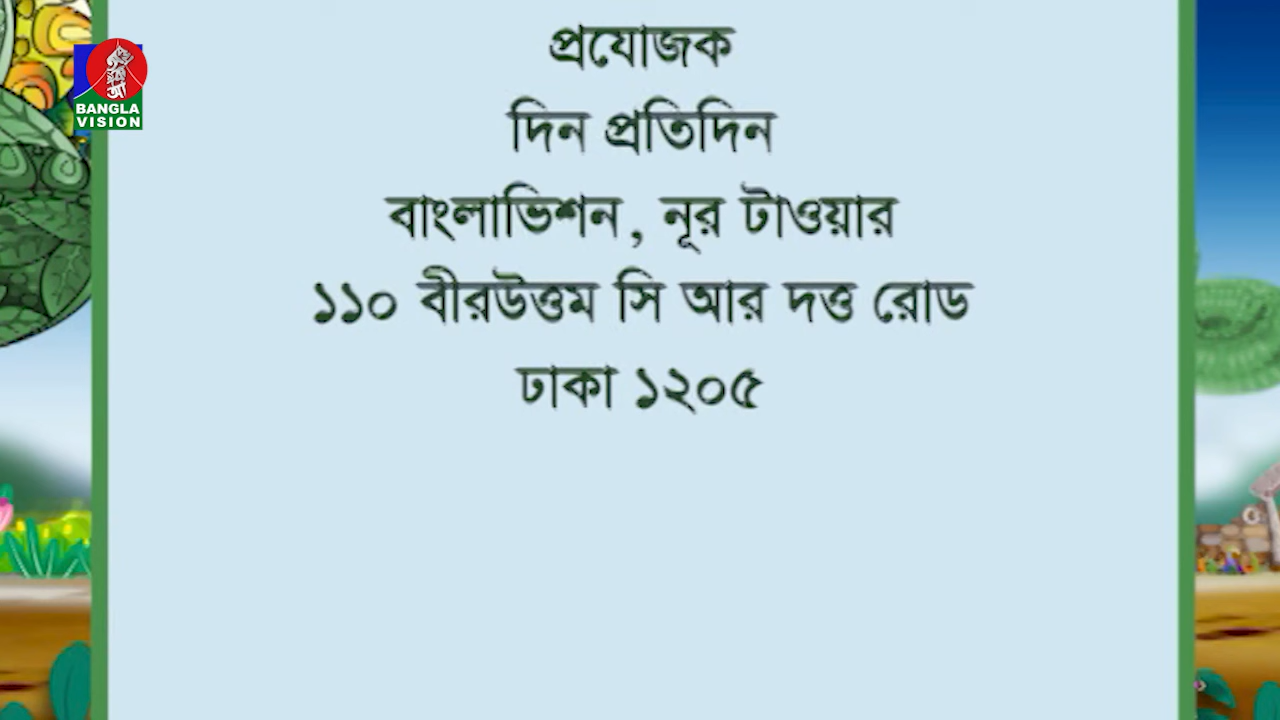 প্রযোজক
দিন প্রতিদিন
বাংলাভিশন, নূর টাওয়ার
১১০ বীরউত্তম সি আর দত্ত রোড
ঢাকা ১২০৫
BANGLA
VISION